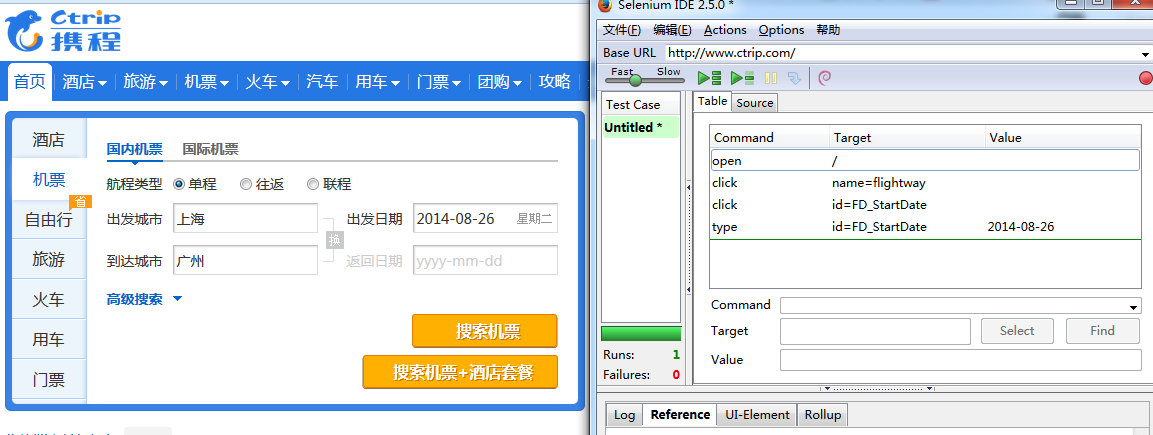 Ctrip
携程
首页 酒店 旅游 机票 火车 汽车 用车 门票 团购 攻略
酒店
机票
省
自由行
旅游
火车
用车
门票
国内机票 国际机票
航程类型 单程 往返 联程
出发城市 上海 出发日期 2014-08-26 星期二
换
到达城市 广州 返回日期 yyyy-mm-dd
高级搜索
搜索机票
搜索机票+酒店套餐
Selenium IDE 2.5.0 *
文件(F) 编辑(E) Actions Options 帮助
Base URL http://www.ctrip.com/
Fast Slow
Test Case
Untitled *
Table Source
Command Target Value
open /
click name=flightway
click id=FD_StartDate
type id=FD_StartDate 2014-08-26
Command
Target Select Find
Value
Runs: 1
Failures: 0
Log Reference UI-Element Rollup